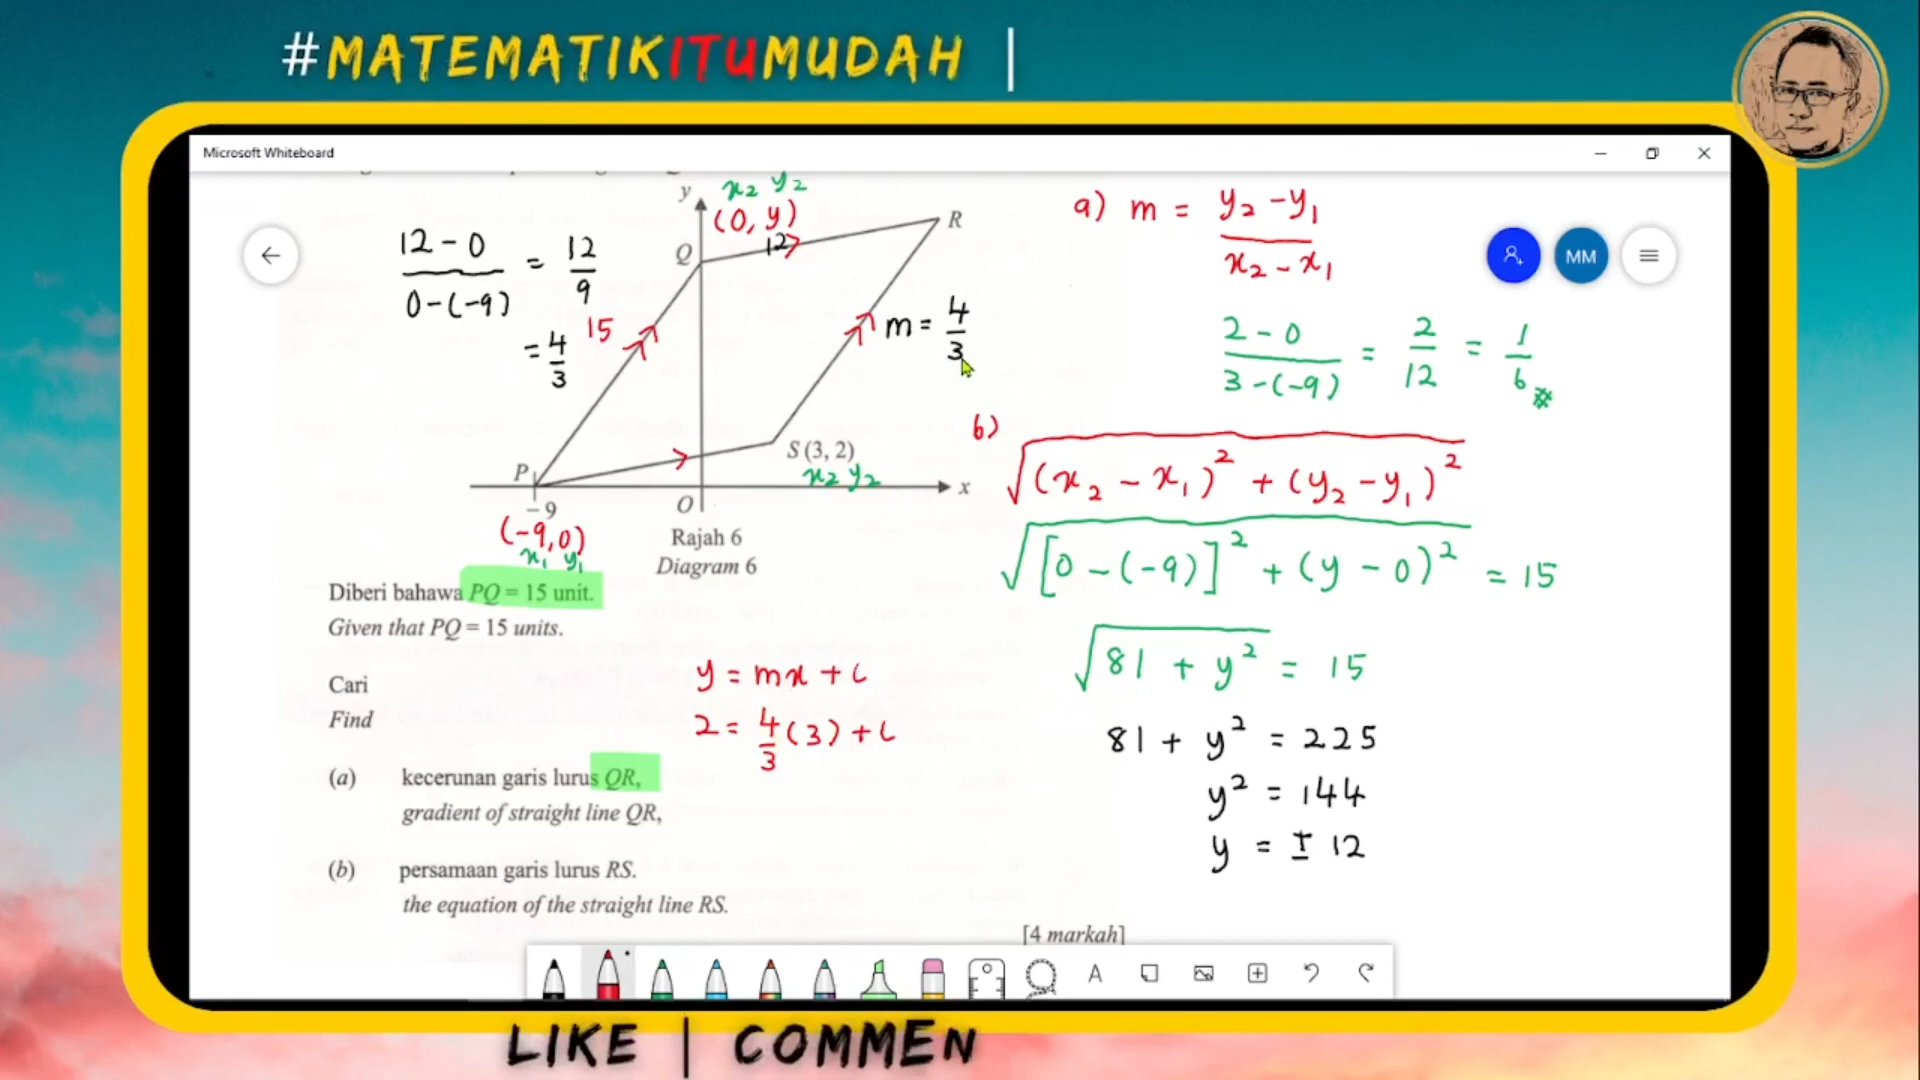 #MATEMATIKITUMUDAH |
Microsoft Whiteboard
y
x2 y2
(0, y)
12
Q
R
12 - 0 / 0 - (-9) = 12/9
= 4/3
15
m = 4/3
P
S (3, 2)
x2 y2
x
-9
O
(-9,0)
x1 y1
Rajah 6
Diagram 6
Diberi bahawa PQ = 15 unit.
Given that PQ = 15 units.
Cari
Find
(a) kecerunan garis lurus QR,
gradient of straight line QR,
(b) persamaan garis lurus RS.
the equation of the straight line RS.
[4 markah]
y = mx + c
2 = 4/3 (3) + c
a) m = y2 - y1 / x2 - x1
2 - 0 / 3 - (-9) = 2/12 = 1/6 #
b)
√(x2 - x1)² + (y2 - y1)²
√[0 - (-9)]² + (y - 0)² = 15
√81 + y² = 15
81 + y² = 225
y² = 144
y = ± 12
MM
A
LIKE | COMMEN